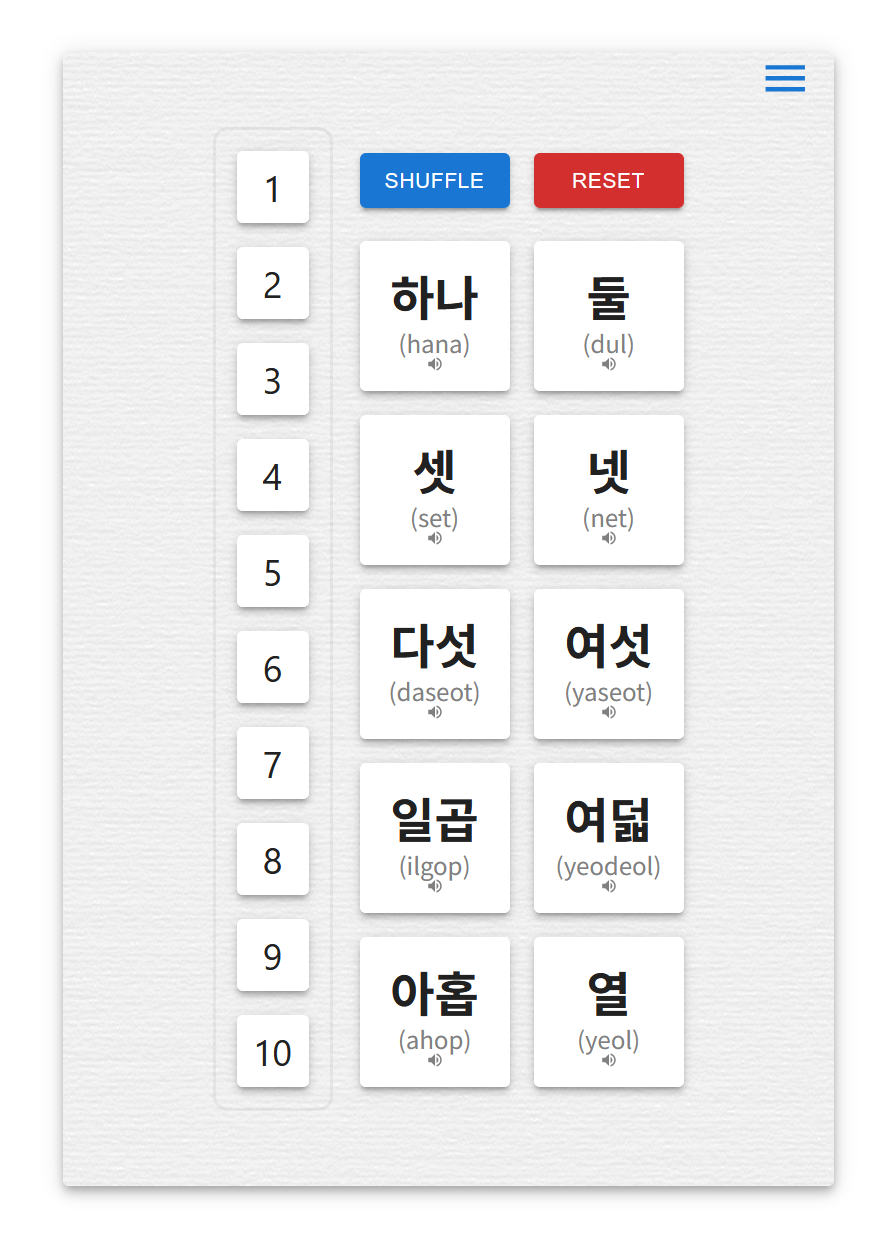 1
2
3
4
5
6
7
8
9
10
SHUFFLE
RESET
하나
(hana)
둘
(dul)
셋
(set)
넷
(net)
다섯
(daseot)
여섯
(yaseot)
일곱
(ilgop)
여덟
(yeodeol)
아홉
(ahop)
열
(yeol)